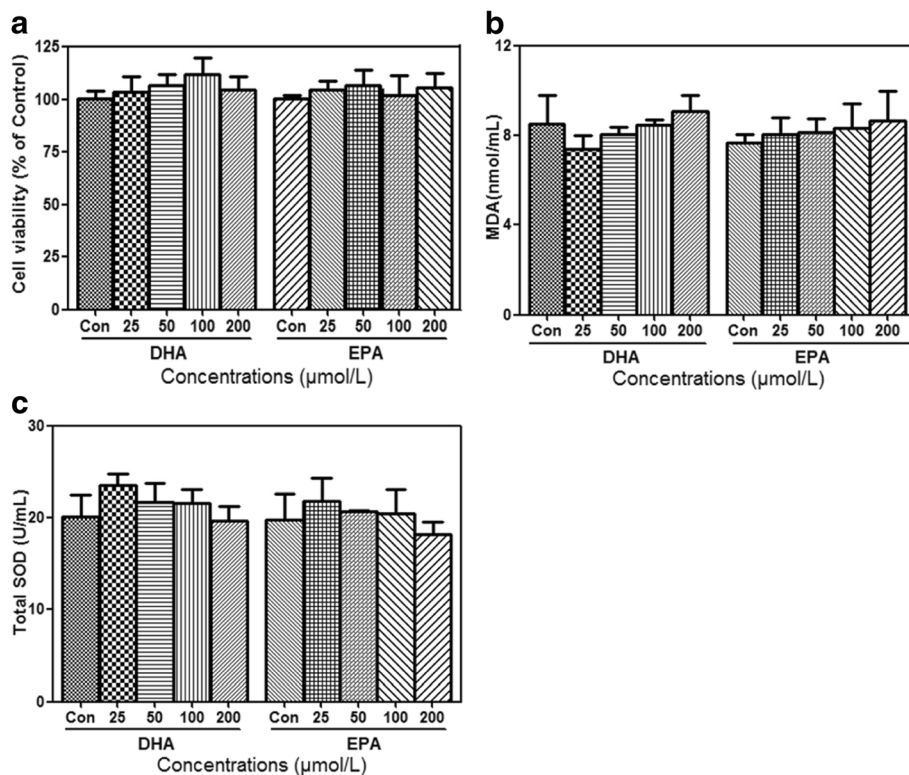 a
Cell viability (% of Control)
125
100
75
50
25
0
Con 25 50 100 200 Con 25 50 100 200
DHA EPA
Concentrations (µmol/L)
b
MDA(nmol/mL)
12
8
4
0
Con 25 50 100 200 Con 25 50 100 200
DHA EPA
Concentrations (µmol/L)
c
Total SOD (U/mL)
30
20
10
0
Con 25 50 100 200 Con 25 50 100 200
DHA EPA
Concentrations (µmol/L)